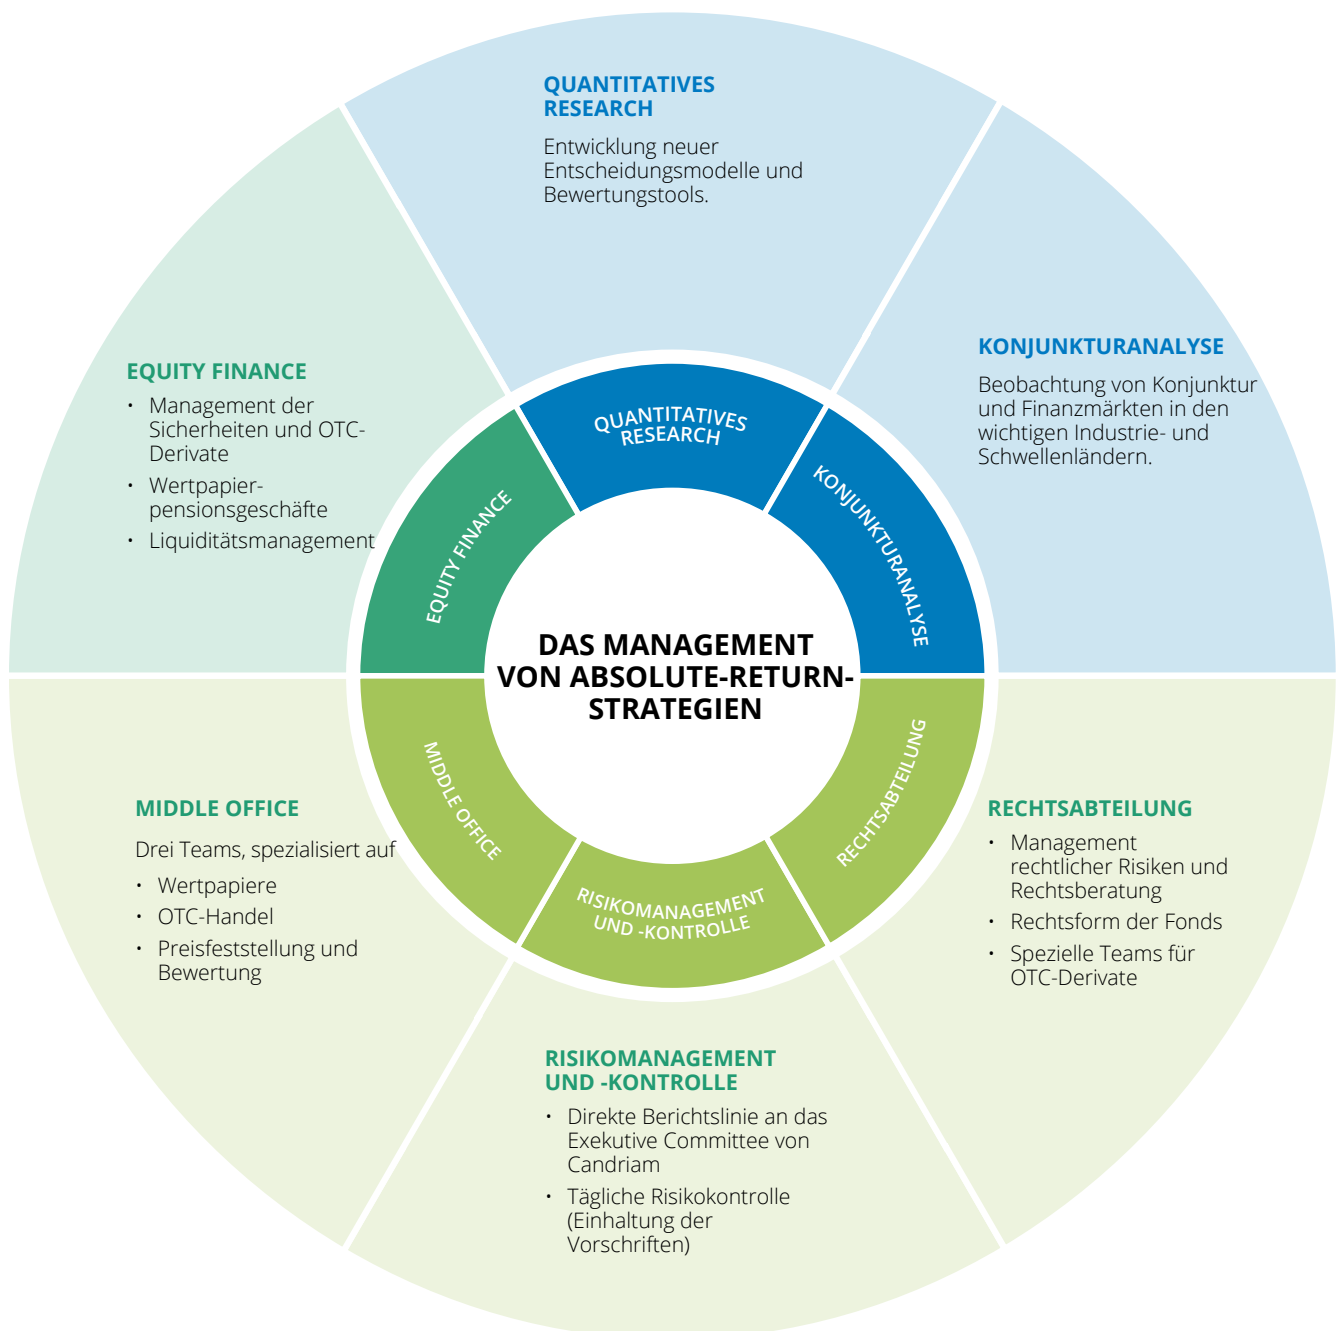 QUANTITATIVES
RESEARCH
Entwicklung neuer
Entscheidungsmodelle und
Bewertungstools.
KONJUNKTURANALYSE
Beobachtung von Konjunktur
und Finanzmärkten in den
wichtigen Industrie- und
Schwellenländern.
EQUITY FINANCE
• Management der
Sicherheiten und OTC-
Derivate
• Wertpapier-
pensionsgeschäfte
• Liquiditätsmanagement
QUANTITATIVES
RESEARCH
KONJUNKTURANALYSE
EQUITY FINANCE
DAS MANAGEMENT
VON ABSOLUTE-RETURN-
STRATEGIEN
MIDDLE OFFICE
RECHTSABTEILUNG
RISIKOMANAGEMENT
UND -KONTROLLE
MIDDLE OFFICE
Drei Teams, spezialisiert auf
• Wertpapiere
• OTC-Handel
• Preisfeststellung und
Bewertung
RECHTSABTEILUNG
• Management
rechtlicher Risiken und
Rechtsberatung
• Rechtsform der Fonds
• Spezielle Teams für
OTC-Derivate
RISIKOMANAGEMENT
UND -KONTROLLE
• Direkte Berichtslinie an das
Exekutive Committee von
Candriam
• Tägliche Risikokontrolle
(Einhaltung der
Vorschriften)